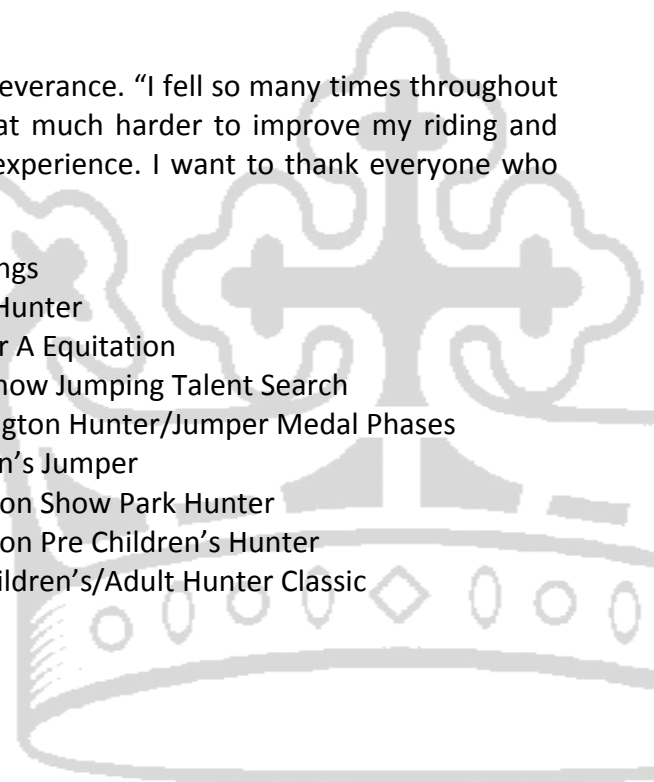 everance. “I fell so many times throughout
at much harder to improve my riding and
experience. I want to thank everyone who
ngs
Hunter
r A Equitation
how Jumping Talent Search
gton Hunter/Jumper Medal Phases
n’s Jumper
on Show Park Hunter
on Pre Children’s Hunter
ildren’s/Adult Hunter Classic